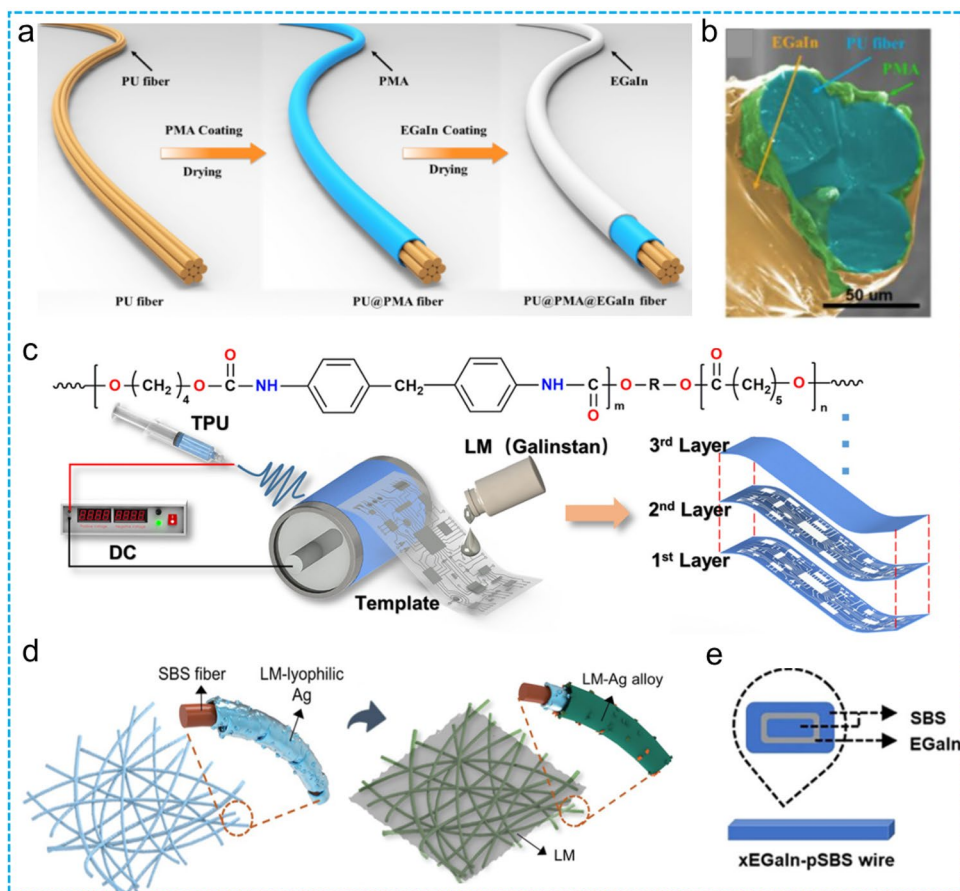 a
PU fiber
PMA
EGaIn
PMA Coating
Drying
EGaIn Coating
Drying
PU fiber
PU@PMA fiber
PU@PMA@EGaIn fiber
b
EGaIn
PU fiber
PMA
50 um
c
O (CH₂)₄ O C O NH CH₂ NH C O m O R O C O (CH₂)₅ O n
TPU
LM (Galinstan)
DC
Template
3rd Layer
2nd Layer
1st Layer
d
SBS fiber
LM-lyophilic
Ag
LM-Ag alloy
LM
e
SBS
EGaIn
xEGaIn-pSBS wire